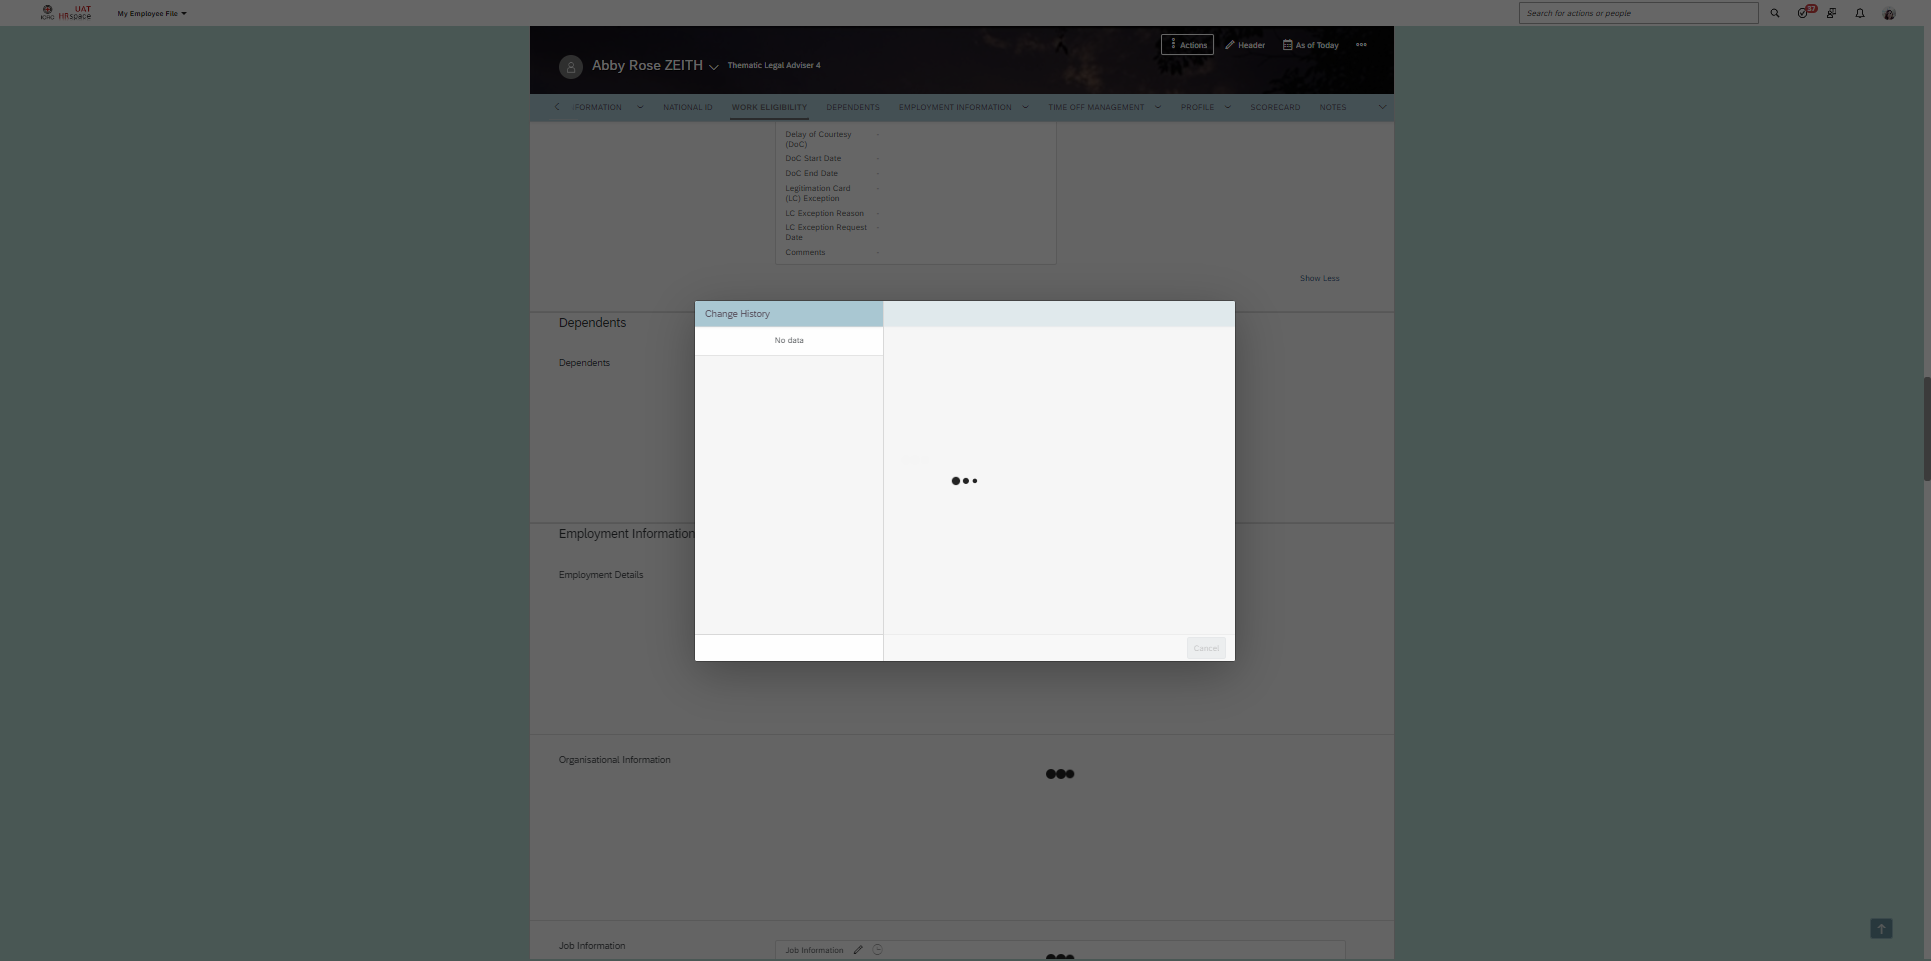 ICRC
UAT
HRspace
My Employee File
Search for actions or people
37
Actions
Header
As of Today
Abby Rose ZEITH
Thematic Legal Adviser 4
FORMATION
NATIONAL ID
WORK ELIGIBILITY
DEPENDENTS
EMPLOYMENT INFORMATION
TIME OFF MANAGEMENT
PROFILE
SCORECARD
NOTES
Delay of Courtesy
(DoC)
-
DoC Start Date
-
DoC End Date
-
Legitimation Card
(LC) Exception
-
LC Exception Reason
-
LC Exception Request
Date
-
Comments
-
Show Less
Change History
No data
Cancel
Dependents
Dependents
Employment Information
Employment Details
Organisational Information
Job Information
Job Information